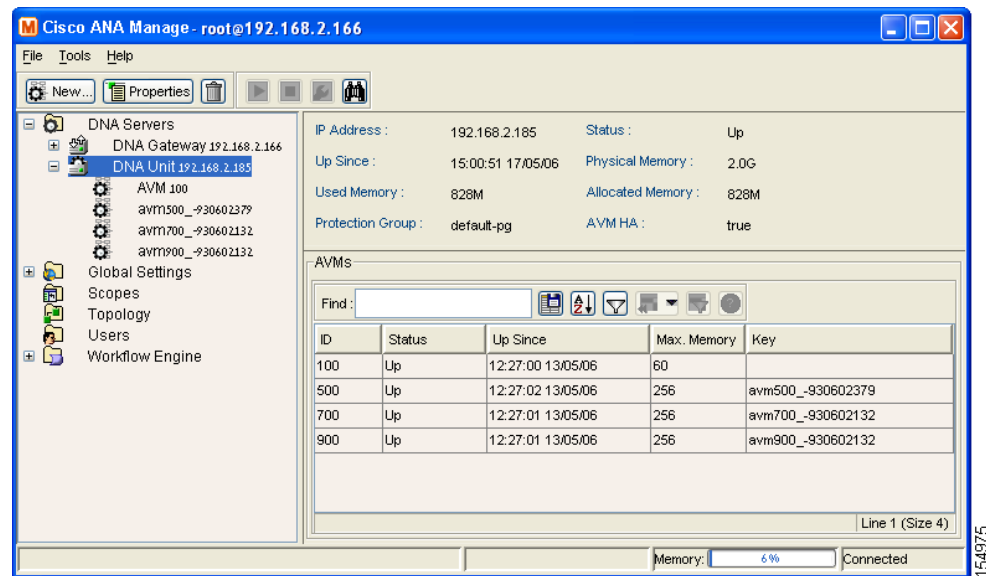 Cisco ANA Manage - root@192.168.2.166
File Tools Help
New... Properties
DNA Servers
DNA Gateway 192.168.2.166
DNA Unit 192.168.2.185
AVM 100
avm500_-930602379
avm700_-930602132
avm900_-930602132
Global Settings
Scopes
Topology
Users
Workflow Engine
IP Address : 192.168.2.185 Status : Up
Up Since : 15:00:51 17/05/06 Physical Memory : 2.0G
Used Memory : 828M Allocated Memory : 828M
Protection Group : default-pg AVM HA : true
AVMs
Find :
ID Status Up Since Max. Memory Key
100 Up 12:27:00 13/05/06 60
500 Up 12:27:02 13/05/06 256 avm500_-930602379
700 Up 12:27:01 13/05/06 256 avm700_-930602132
900 Up 12:27:01 13/05/06 256 avm900_-930602132
Line 1 (Size 4)
Memory: 6% Connected
154975